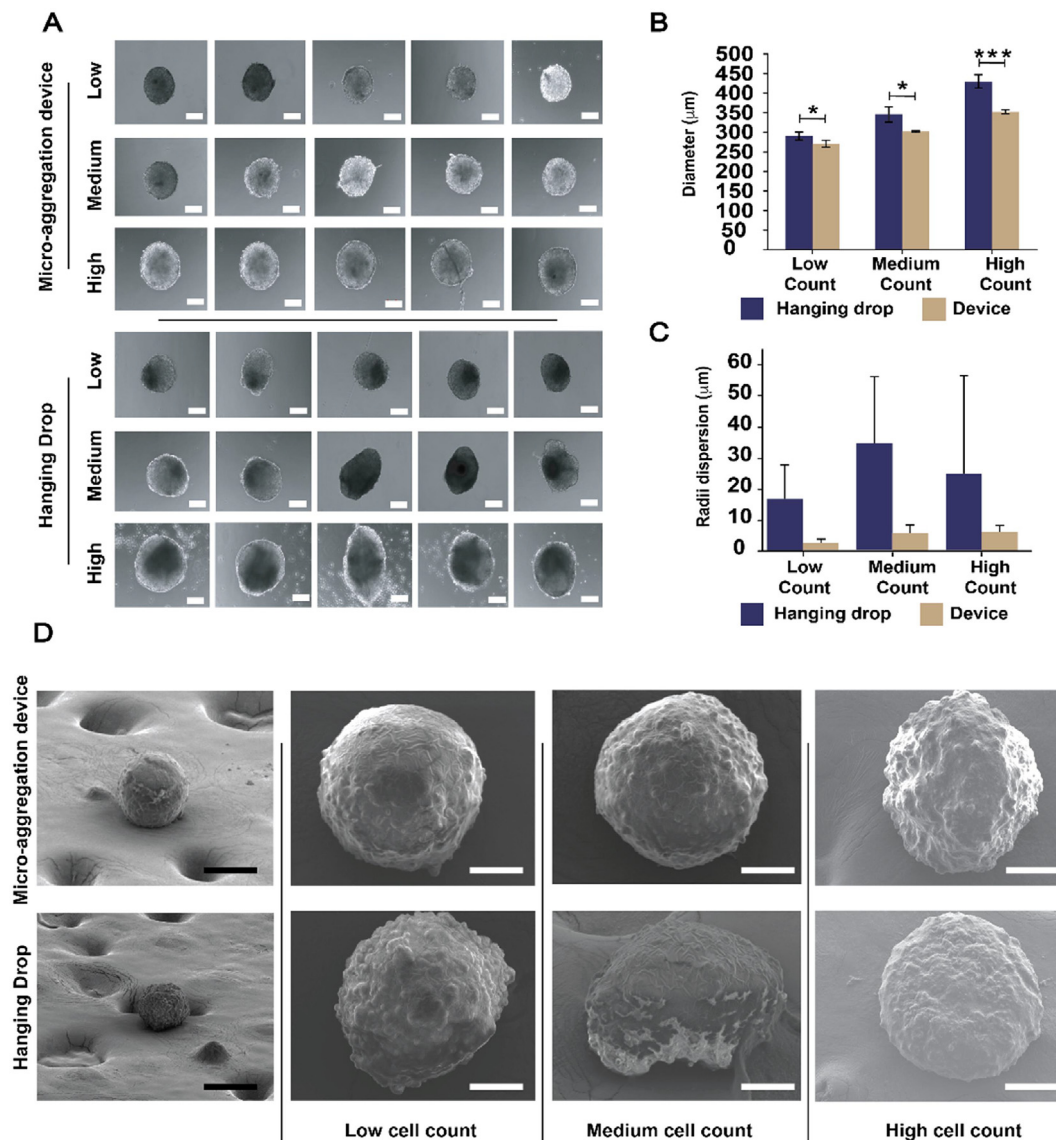 A
Micro-aggregation device
Low
Medium
High
Hanging Drop
Low
Medium
High
B
Diameter (μm)
500
450
400
350
300
250
200
150
100
50
0
*
*
***
Low Count
Medium Count
High Count
Hanging drop
Device
C
Radii dispersion (μm)
60
50
40
30
20
10
0
Low Count
Medium Count
High Count
Hanging drop
Device
D
Micro-aggregation device
Hanging Drop
Low cell count
Medium cell count
High cell count